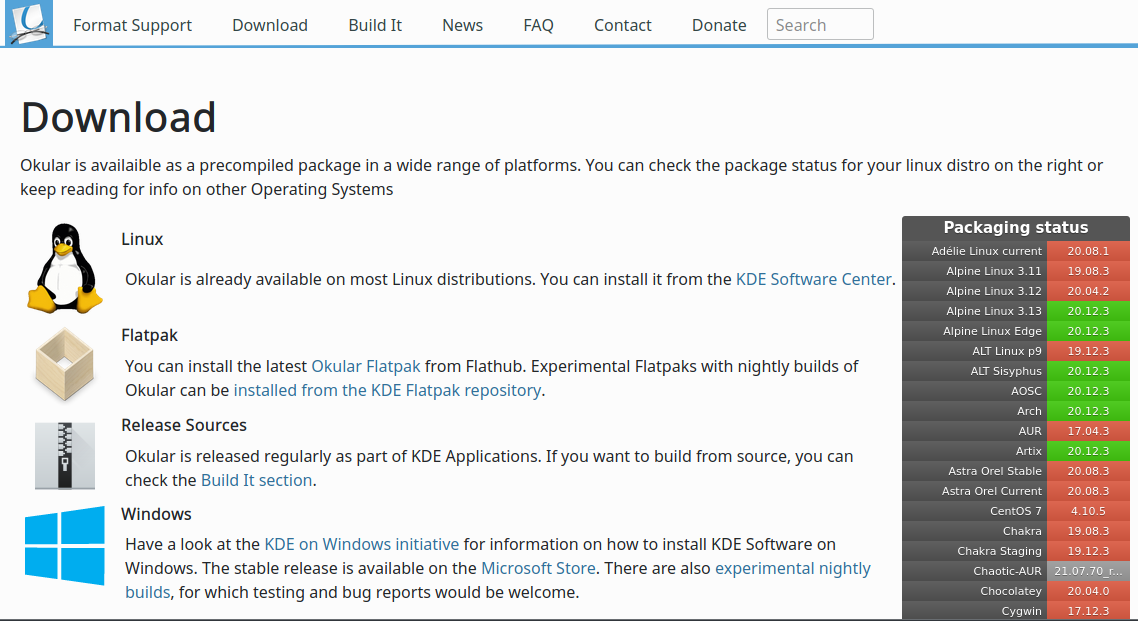 Format Support Download Build It News FAQ Contact Donate Search
Download
Okular is availaible as a precompiled package in a wide range of platforms. You can check the package status for your linux distro on the right or
keep reading for info on other Operating Systems
Linux
Okular is already available on most Linux distributions. You can install it from the KDE Software Center.
Flatpak
You can install the latest Okular Flatpak from Flathub. Experimental Flatpaks with nightly builds of
Okular can be installed from the KDE Flatpak repository.
Release Sources
Okular is released regularly as part of KDE Applications. If you want to build from source, you can
check the Build It section.
Windows
Have a look at the KDE on Windows initiative for information on how to install KDE Software on
Windows. The stable release is available on the Microsoft Store. There are also experimental nightly
builds, for which testing and bug reports would be welcome.
Packaging status
Adélie Linux current 20.08.1
Alpine Linux 3.11 19.08.3
Alpine Linux 3.12 20.04.2
Alpine Linux 3.13 20.12.3
Alpine Linux Edge 20.12.3
ALT Linux p9 19.12.3
ALT Sisyphus 20.12.3
AOSC 20.12.3
Arch 20.12.3
AUR 17.04.3
Artix 20.12.3
Astra Orel Stable 20.08.3
Astra Orel Current 20.08.3
CentOS 7 4.10.5
Chakra 19.08.3
Chakra Staging 19.12.3
Chaotic-AUR 21.07.70_r...
Chocolatey 20.04.0
Cygwin 17.12.3